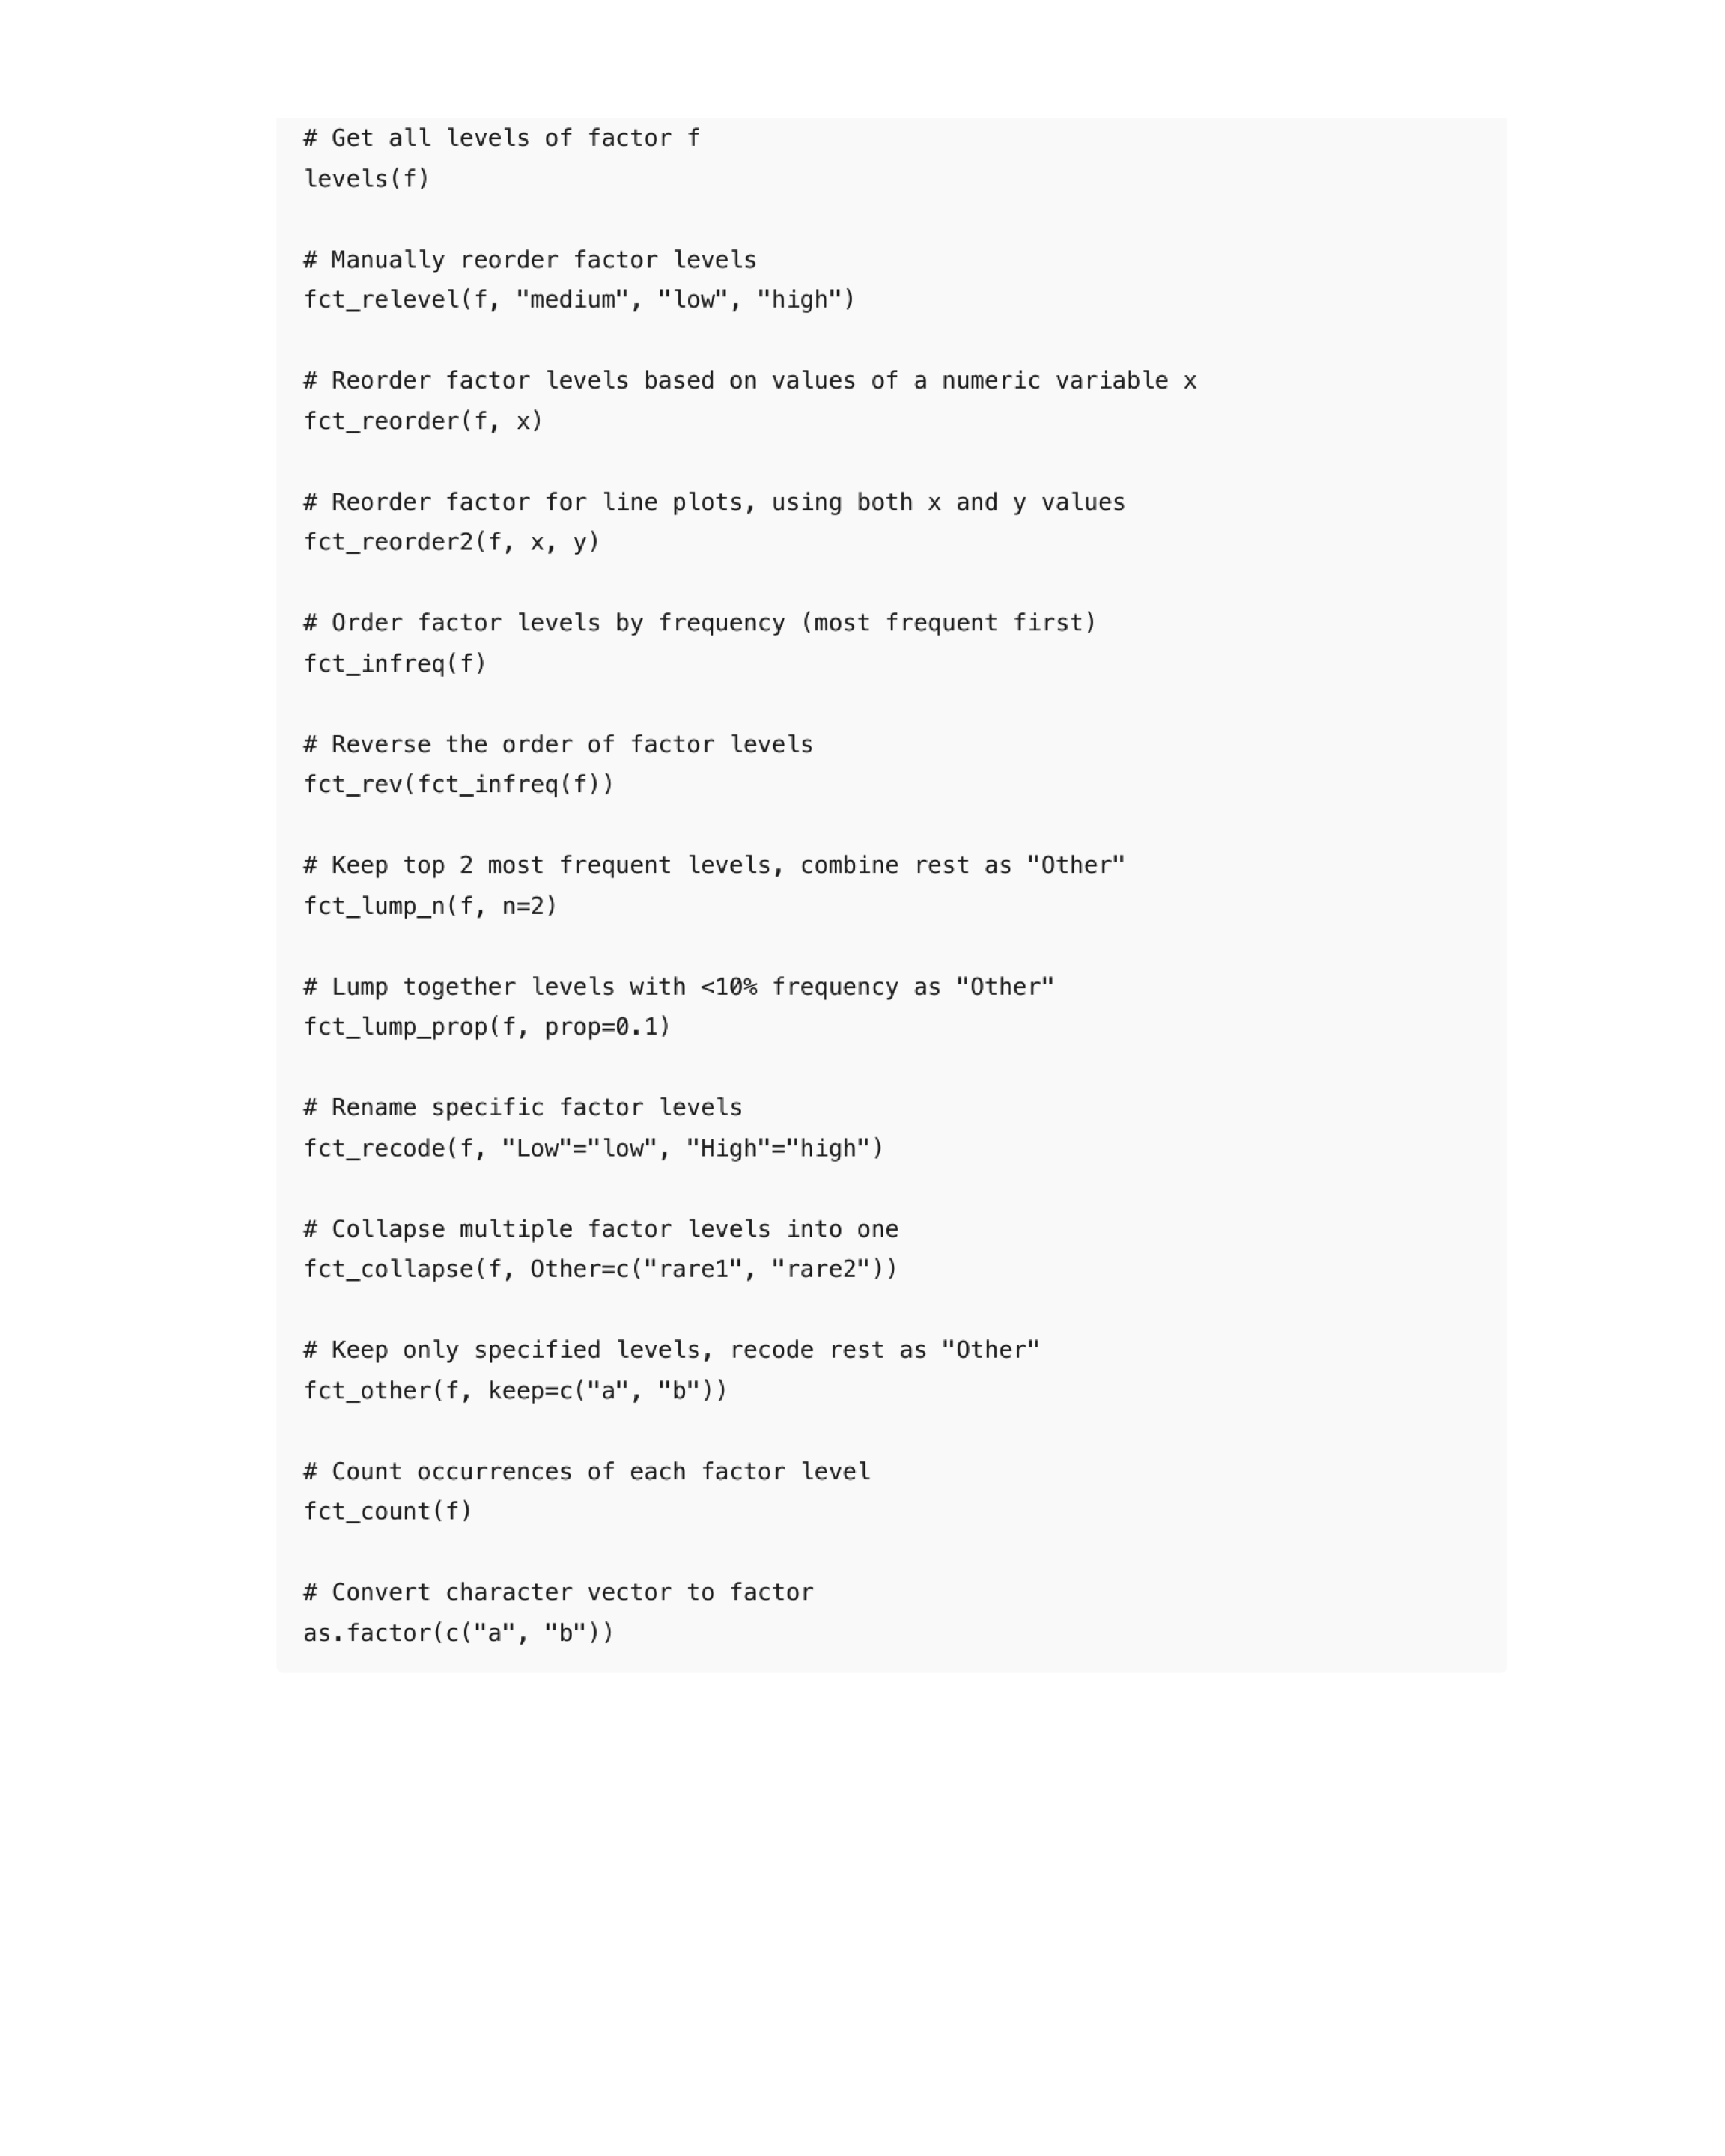 # Get all levels of factor f
levels(f)
# Manually reorder factor levels
fct_relevel(f, "medium", "low", "high")
# Reorder factor levels based on values of a numeric variable x
fct_reorder(f, x)
# Reorder factor for line plots, using both x and y values
fct_reorder2(f, x, y)
# Order factor levels by frequency (most frequent first)
fct_infreq(f)
# Reverse the order of factor levels
fct_rev(fct_infreq(f))
# Keep top 2 most frequent levels, combine rest as "Other"
fct_lump_n(f, n=2)
# Lump together levels with <10% frequency as "Other"
fct_lump_prop(f, prop=0.1)
# Rename specific factor levels
fct_recode(f, "Low"="low", "High"="high")
# Collapse multiple factor levels into one
fct_collapse(f, Other=c("rare1", "rare2"))
# Keep only specified levels, recode rest as "Other"
fct_other(f, keep=c("a", "b"))
# Count occurrences of each factor level
fct_count(f)
# Convert character vector to factor
as.factor(c("a", "b"))